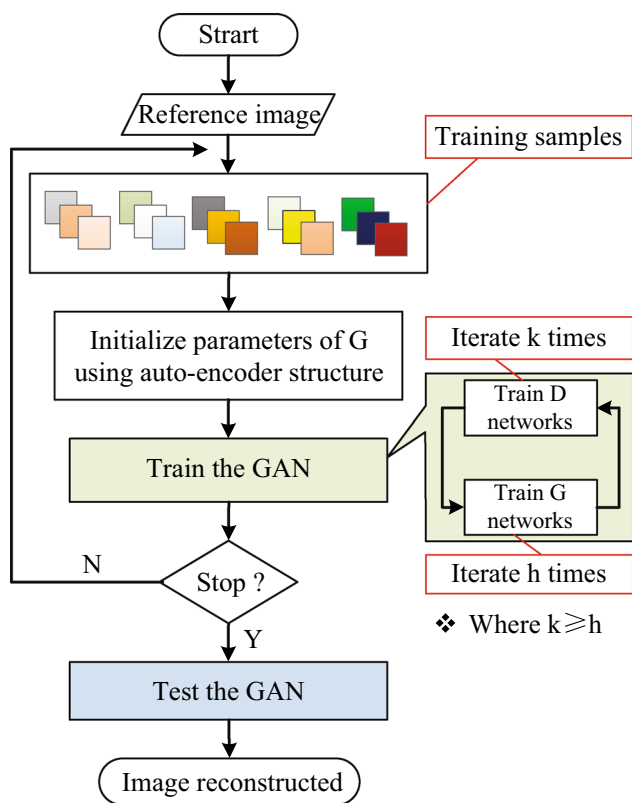 Strart
Reference image
Training samples
Initialize parameters of G
using auto-encoder structure
Iterate k times
Train D
networks
Train the GAN
Train G
networks
Iterate h times
N
Stop ?
❖ Where k≥h
Y
Test the GAN
Image reconstructed